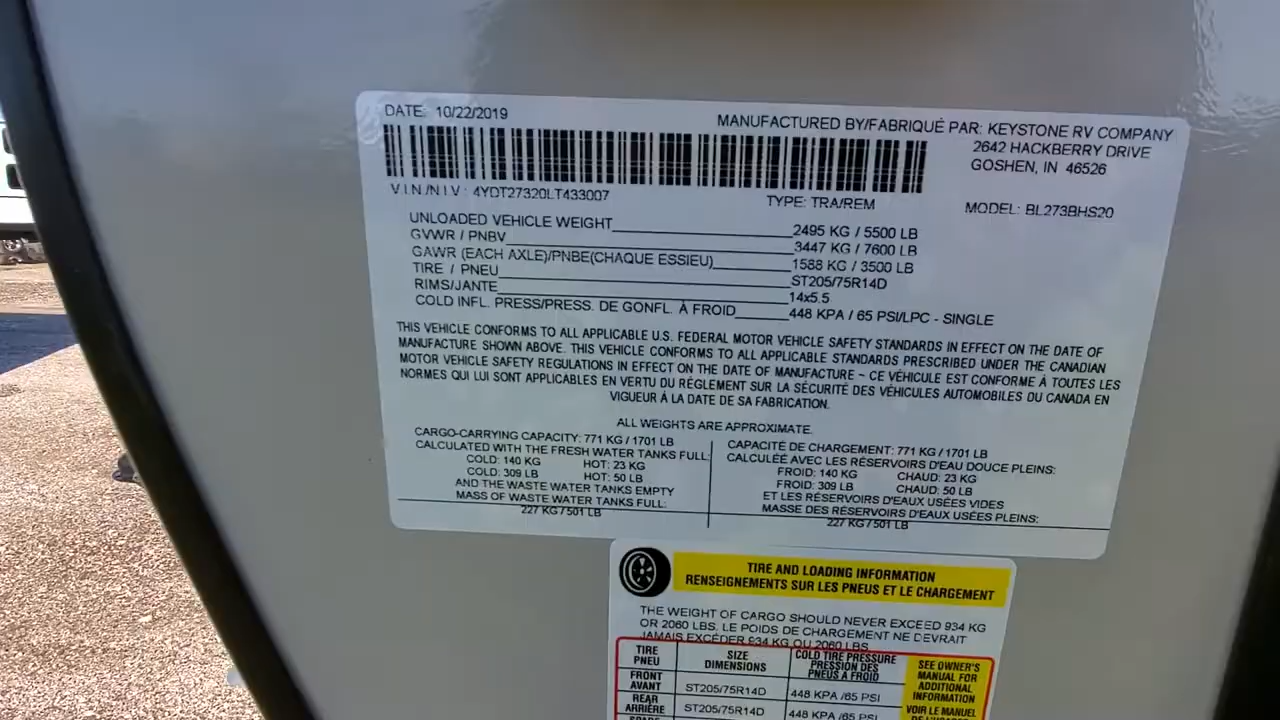 DATE: 10/22/2019
MANUFACTURED BY/FABRIQUÉ PAR: KEYSTONE RV COMPANY
2642 HACKBERRY DRIVE
GOSHEN, IN 46526
V I N /N I V : 4YDT27320LT433007
TYPE: TRA/REM
MODEL: BL273BHS20
UNLOADED VEHICLE WEIGHT 2495 KG / 5500 LB
GVWR / PNBV 3447 KG / 7600 LB
GAWR (EACH AXLE)/PNBE(CHAQUE ESSIEU) 1588 KG / 3500 LB
TIRE / PNEU ST205/75R14D
RIMS/JANTE 14x5.5
COLD INFL. PRESS/PRESS. DE GONFL. À FROID 448 KPA / 65 PSI/LPC - SINGLE
THIS VEHICLE CONFORMS TO ALL APPLICABLE U.S. FEDERAL MOTOR VEHICLE SAFETY STANDARDS IN EFFECT ON THE DATE OF
MANUFACTURE SHOWN ABOVE. THIS VEHICLE CONFORMS TO ALL APPLICABLE STANDARDS PRESCRIBED UNDER THE CANADIAN
MOTOR VEHICLE SAFETY REGULATIONS IN EFFECT ON THE DATE OF MANUFACTURE – CE VÉHICULE EST CONFORME À TOUTES LES
NORMES QUI LUI SONT APPLICABLES EN VERTU DU RÉGLEMENT SUR LA SÉCURITÉ DES VÉHICULES AUTOMOBILES DU CANADA EN
VIGUEUR Á LA DATE DE SA FABRICATION.
ALL WEIGHTS ARE APPROXIMATE.
CARGO-CARRYING CAPACITY: 771 KG / 1701 LB
CALCULATED WITH THE FRESH WATER TANKS FULL:
COLD: 140 KG HOT: 23 KG
COLD: 309 LB HOT: 50 LB
AND THE WASTE WATER TANKS EMPTY
MASS OF WASTE WATER TANKS FULL:
227 KG / 501 LB
CAPACITÉ DE CHARGEMENT: 771 KG / 1701 LB
CALCULÉE AVEC LES RÉSERVOIRS D'EAU DOUCE PLEINS:
FROID: 140 KG CHAUD: 23 KG
FROID: 309 LB CHAUD: 50 LB
ET LES RÉSERVOIRS D'EAUX USÉES VIDES
MASSE DES RÉSERVOIRS D'EAUX USÉES PLEINS:
227 KG / 501 LB
TIRE AND LOADING INFORMATION
RENSEIGNEMENTS SUR LES PNEUS ET LE CHARGEMENT
THE WEIGHT OF CARGO SHOULD NEVER EXCEED 934 KG
OR 2060 LBS. LE POIDS DE CHARGEMENT NE DEVRAIT
JAMAIS EXCÉDER 934 KG OU 2060 LBS.
TIRE
PNEU
SIZE
DIMENSIONS
COLD TIRE PRESSURE
PRESSION DES
PNEUS A FROID
FRONT
AVANT
ST205/75R14D
448 KPA /65 PSI
REAR
ARRIÈRE
ST205/75R14D
448 KPA /65 PSI
SEE OWNER'S
MANUAL FOR
ADDITIONAL
INFORMATION
VOIR LE MANUEL